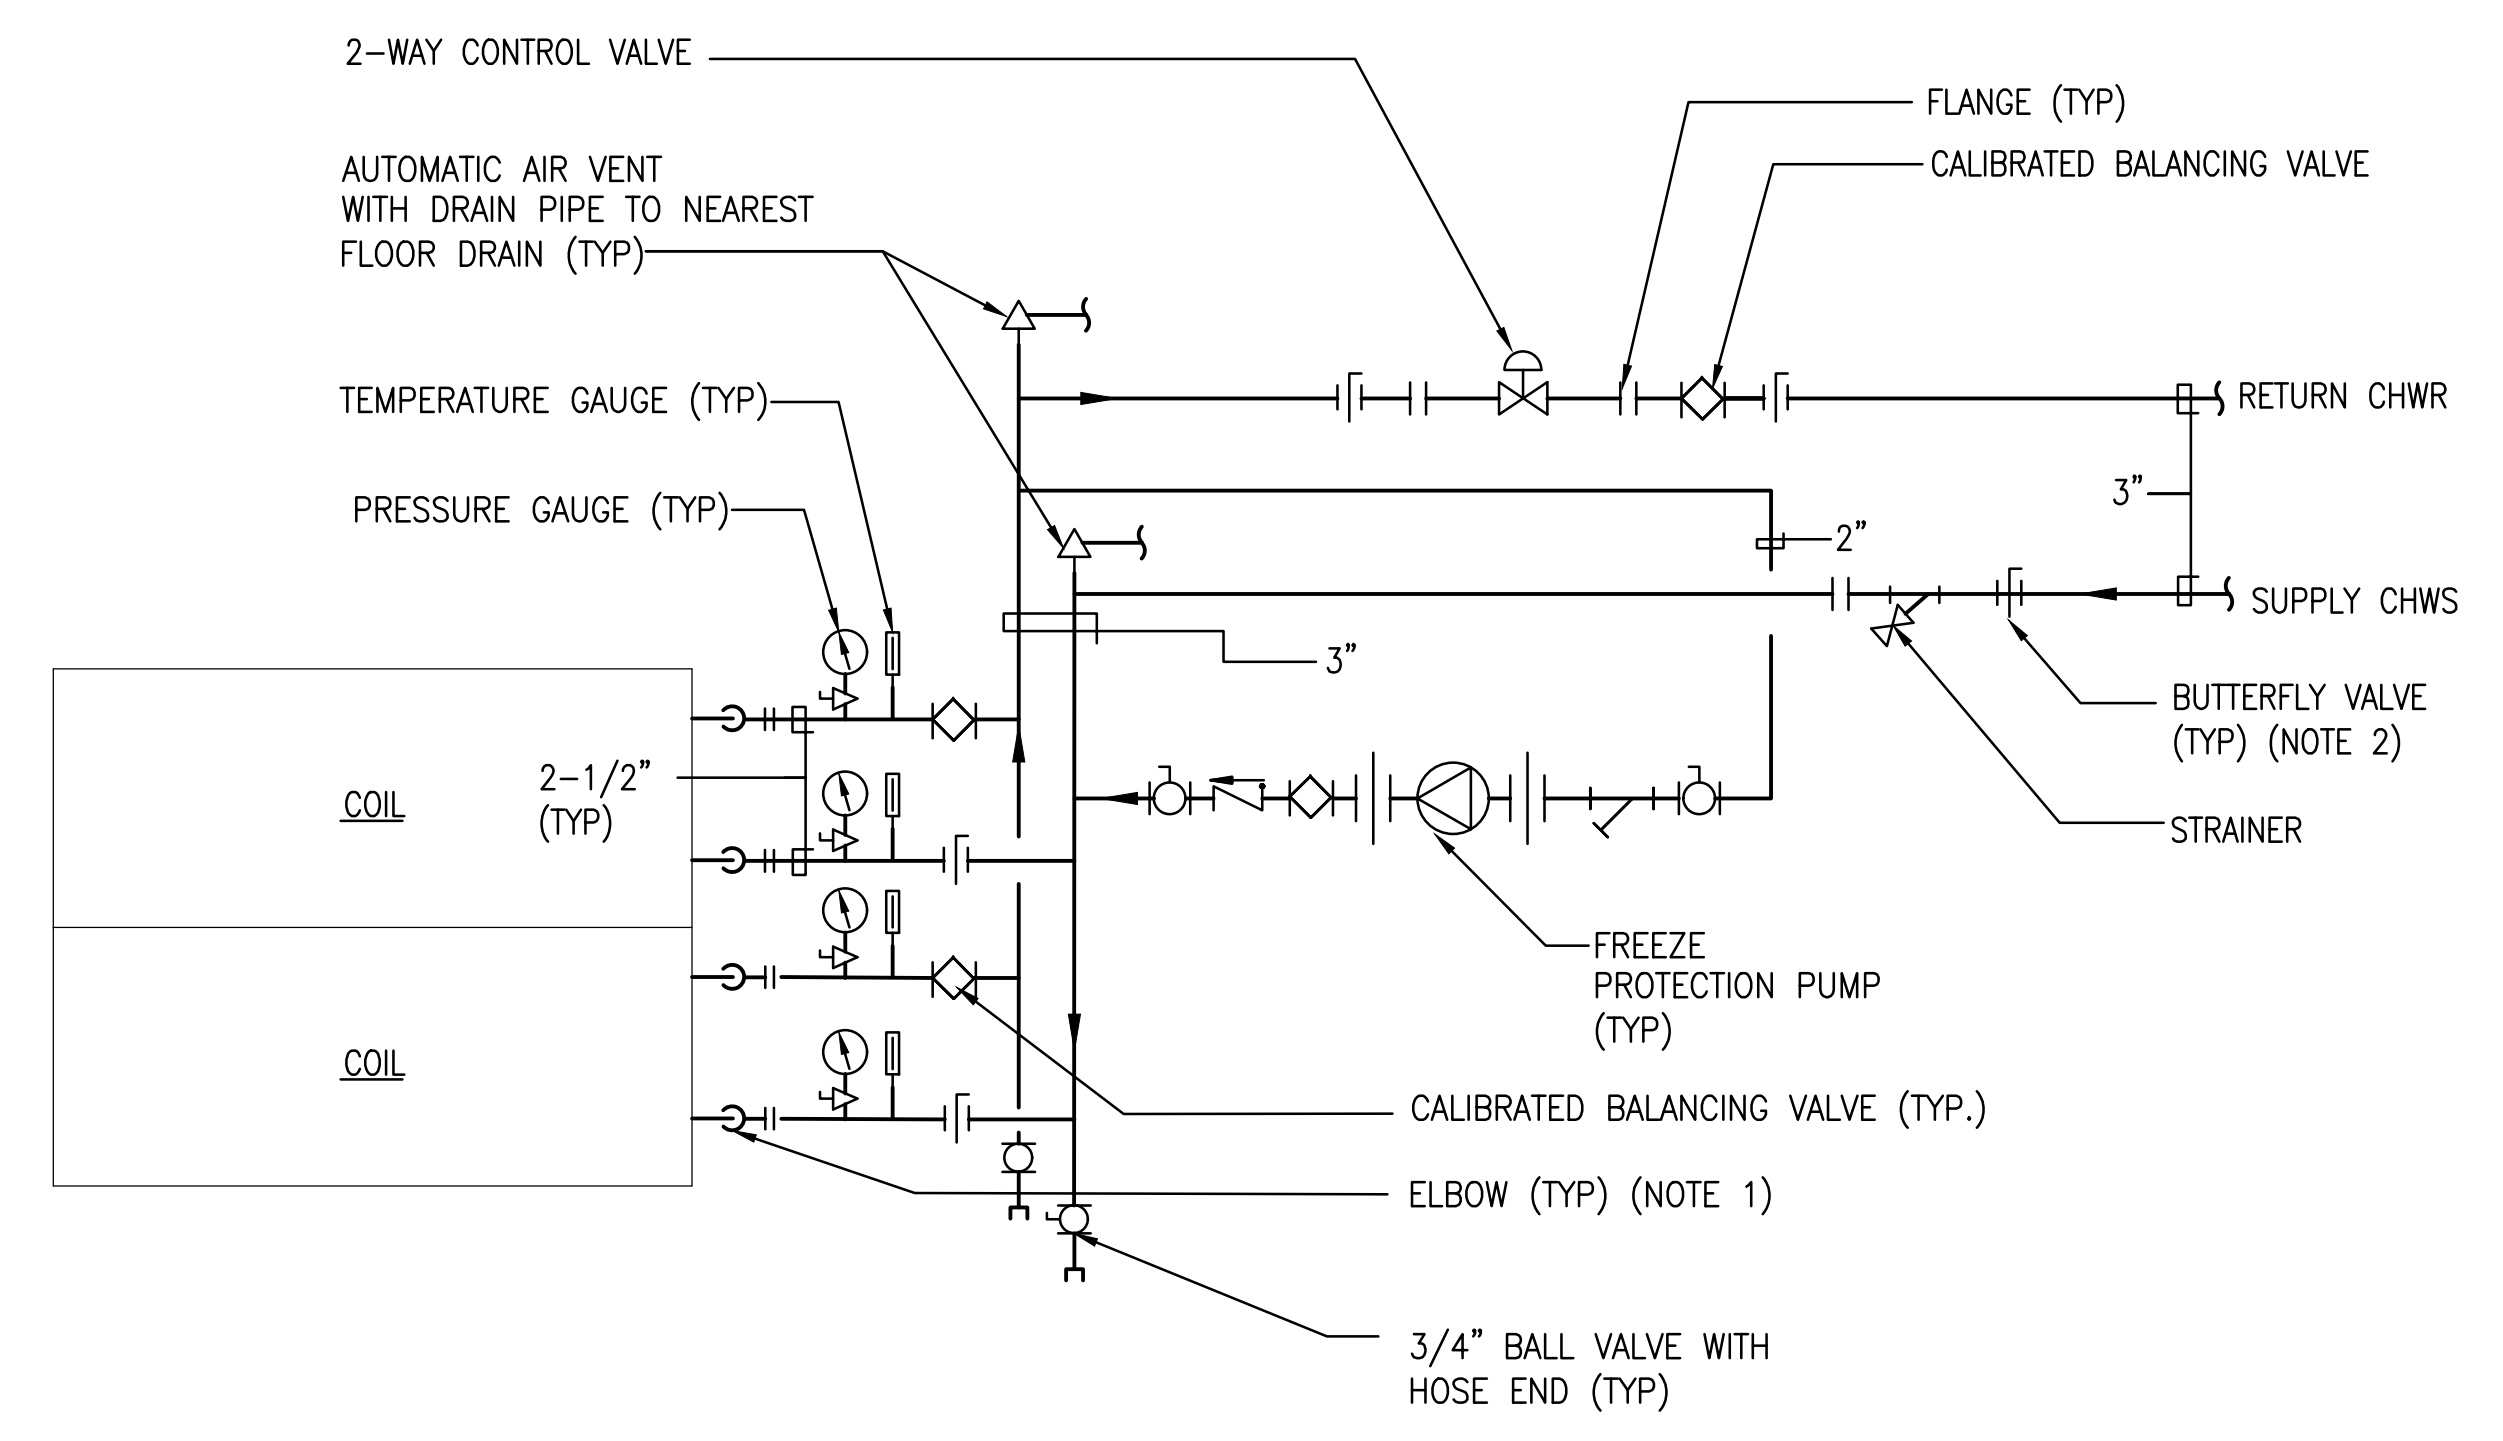 2-WAY CONTROL VALVE
FLANGE (TYP)
CALIBRATED BALANCING VALVE
AUTOMATIC AIR VENT
WITH DRAIN PIPE TO NEAREST
FLOOR DRAIN (TYP)
TEMPERATURE GAUGE (TYP)
RETURN CHWR
PRESSURE GAUGE (TYP)
3"
2"
SUPPLY CHWS
3"
BUTTERFLY VALVE
(TYP) (NOTE 2)
2-1/2"
(TYP)
COIL
STRAINER
FREEZE
PROTECTION PUMP
(TYP)
COIL
CALIBRATED BALANCING VALVE (TYP.)
ELBOW (TYP) (NOTE 1)
3/4" BALL VALVE WITH
HOSE END (TYP)